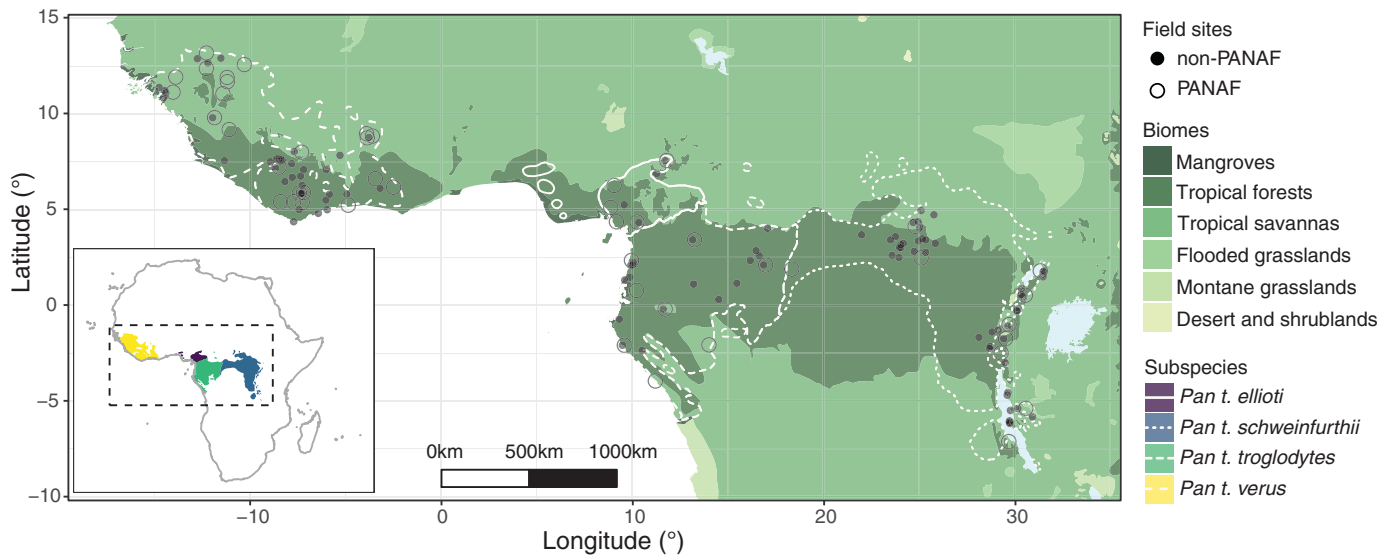 15
10
5
0
−5
−10
Latitude (°)
−10
0
10
20
30
Longitude (°)
0km 500km 1000km
Field sites
non-PANAF
PANAF
Biomes
Mangroves
Tropical forests
Tropical savannas
Flooded grasslands
Montane grasslands
Desert and shrublands
Subspecies
Pan t. ellioti
Pan t. schweinfurthii
Pan t. troglodytes
Pan t. verus